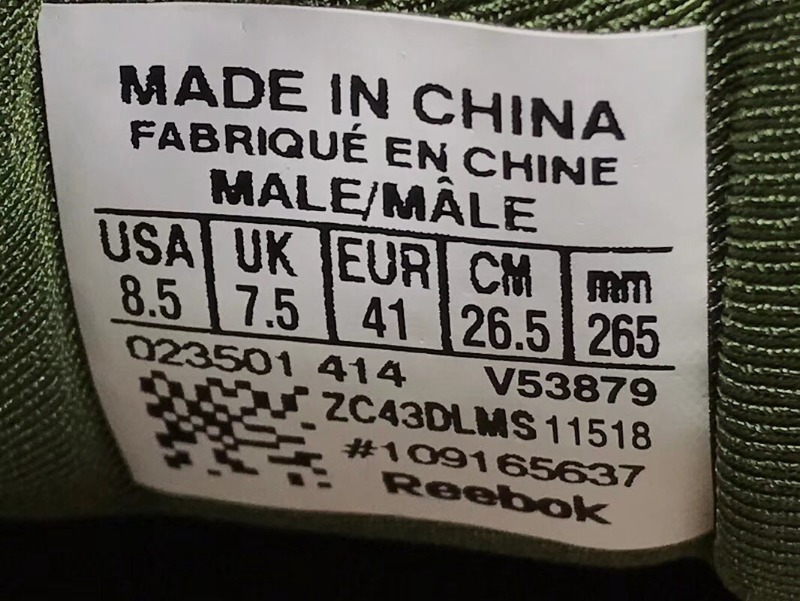 MADE IN CHINA
FABRIQUÉ EN CHINE
MALE/MÂLE
USA UK EUR CM mm
8.5 7.5 41 26.5 265
023501 414 V53879
ZC43DLMS 11518
#109165637
Reebok